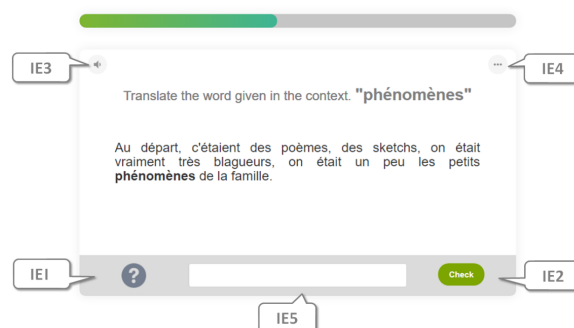 IE3
IE4
Translate the word given in the context. "phénomènes"
Au départ, c'étaient des poèmes, des sketchs, on était
vraiment très blagueurs, on était un peu les petits
phénomènes de la famille.
IE1
?
Check
IE2
IE5